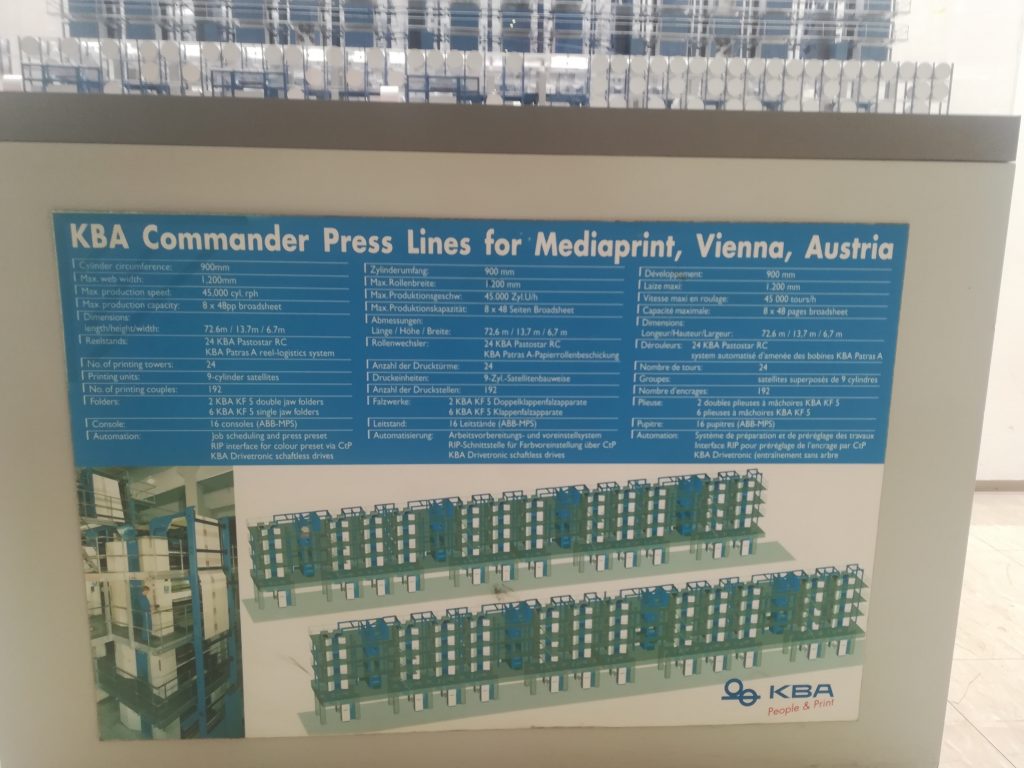 KBA Commander Press Lines for Mediaprint, Vienna, Austria
Cylinder circumference: 900mm
Max. web width: 1.200mm
Max. production speed: 45.000 cyl. rph
Max. production capacity: 8 x 48pp broadsheet
Dimensions:
length/height/width: 72.6m / 13.7m / 6.7m
Reelstands: 24 KBA Pastostar RC
KBA Patras A reel-logistics system
No. of printing towers: 24
Printing units: 9-cylinder satellites
No. of printing couples: 192
Folders: 2 KBA KF 5 double jaw folders
6 KBA KF 5 single jaw folders
Console: 16 consoles (ABB-MPS)
Automation: Job scheduling and press preset
RIP interface for colour preset via CtP
KBA Drivetronic schaftless drives
Zylinderumfang: 900 mm
Max. Rollenbreite: 1.200 mm
Max. Produktionsgeschw: 45.000 Zyl.U/h
Max. Produktionskapazität: 8 x 48 Seiten Broadsheet
Abmessungen:
Länge / Höhe / Breite: 72,6 m / 13,7 m / 6,7 m
Rollenwechsler: 24 KBA Pastostar RC
KBA Patras A-Papierrollenbeschickung
Anzahl der Drucktürme: 24
Druckeinheiten: 9-Zyl.-Satellitenbauweise
Anzahl der Druckstellen: 192
Falzwerke: 2 KBA KF 5 Doppelklappenfalzapparate
6 KBA KF 5 Klappenfalzapparate
Leitstand: 16 Leitstände (ABB-MPS)
Automatisierung: Arbeitsvorbereitungs- und voreinstellsystem
RIP-Schnittstelle für Farbvoreinstellung über CtP
KBA Drivetronic schaftless drives
Développement: 900 mm
Laize maxi: 1.200 mm
Vitesse maxi en roulage: 45 000 tours/h
Capacité maximale: 8 x 48 pages broadsheet
Dimensions:
Longeur/Hauteur/Largeur: 72,6 m / 13,7 m / 6,7 m
Dérouleurs: 24 KBA Pastostar RC
system automatisé d'amenée des bobines KBA Patras A
Nombre de tours: 24
Groupes: satellites superposés de 9 cylindres
Nombre d'encrages: 192
Plieuse: 2 doubles plieuses à mâchoires KBA KF 5
6 plieuses à mâchoires KBA KF 5
Pupitre: 16 pupitres (ABB-MPS)
Automation: Système de préparation et de préréglage des travaux
Interface RIP pour préréglage de l'encrage par CtP
KBA Drivetronic (entraînement sans arbre
KBA
People & Print